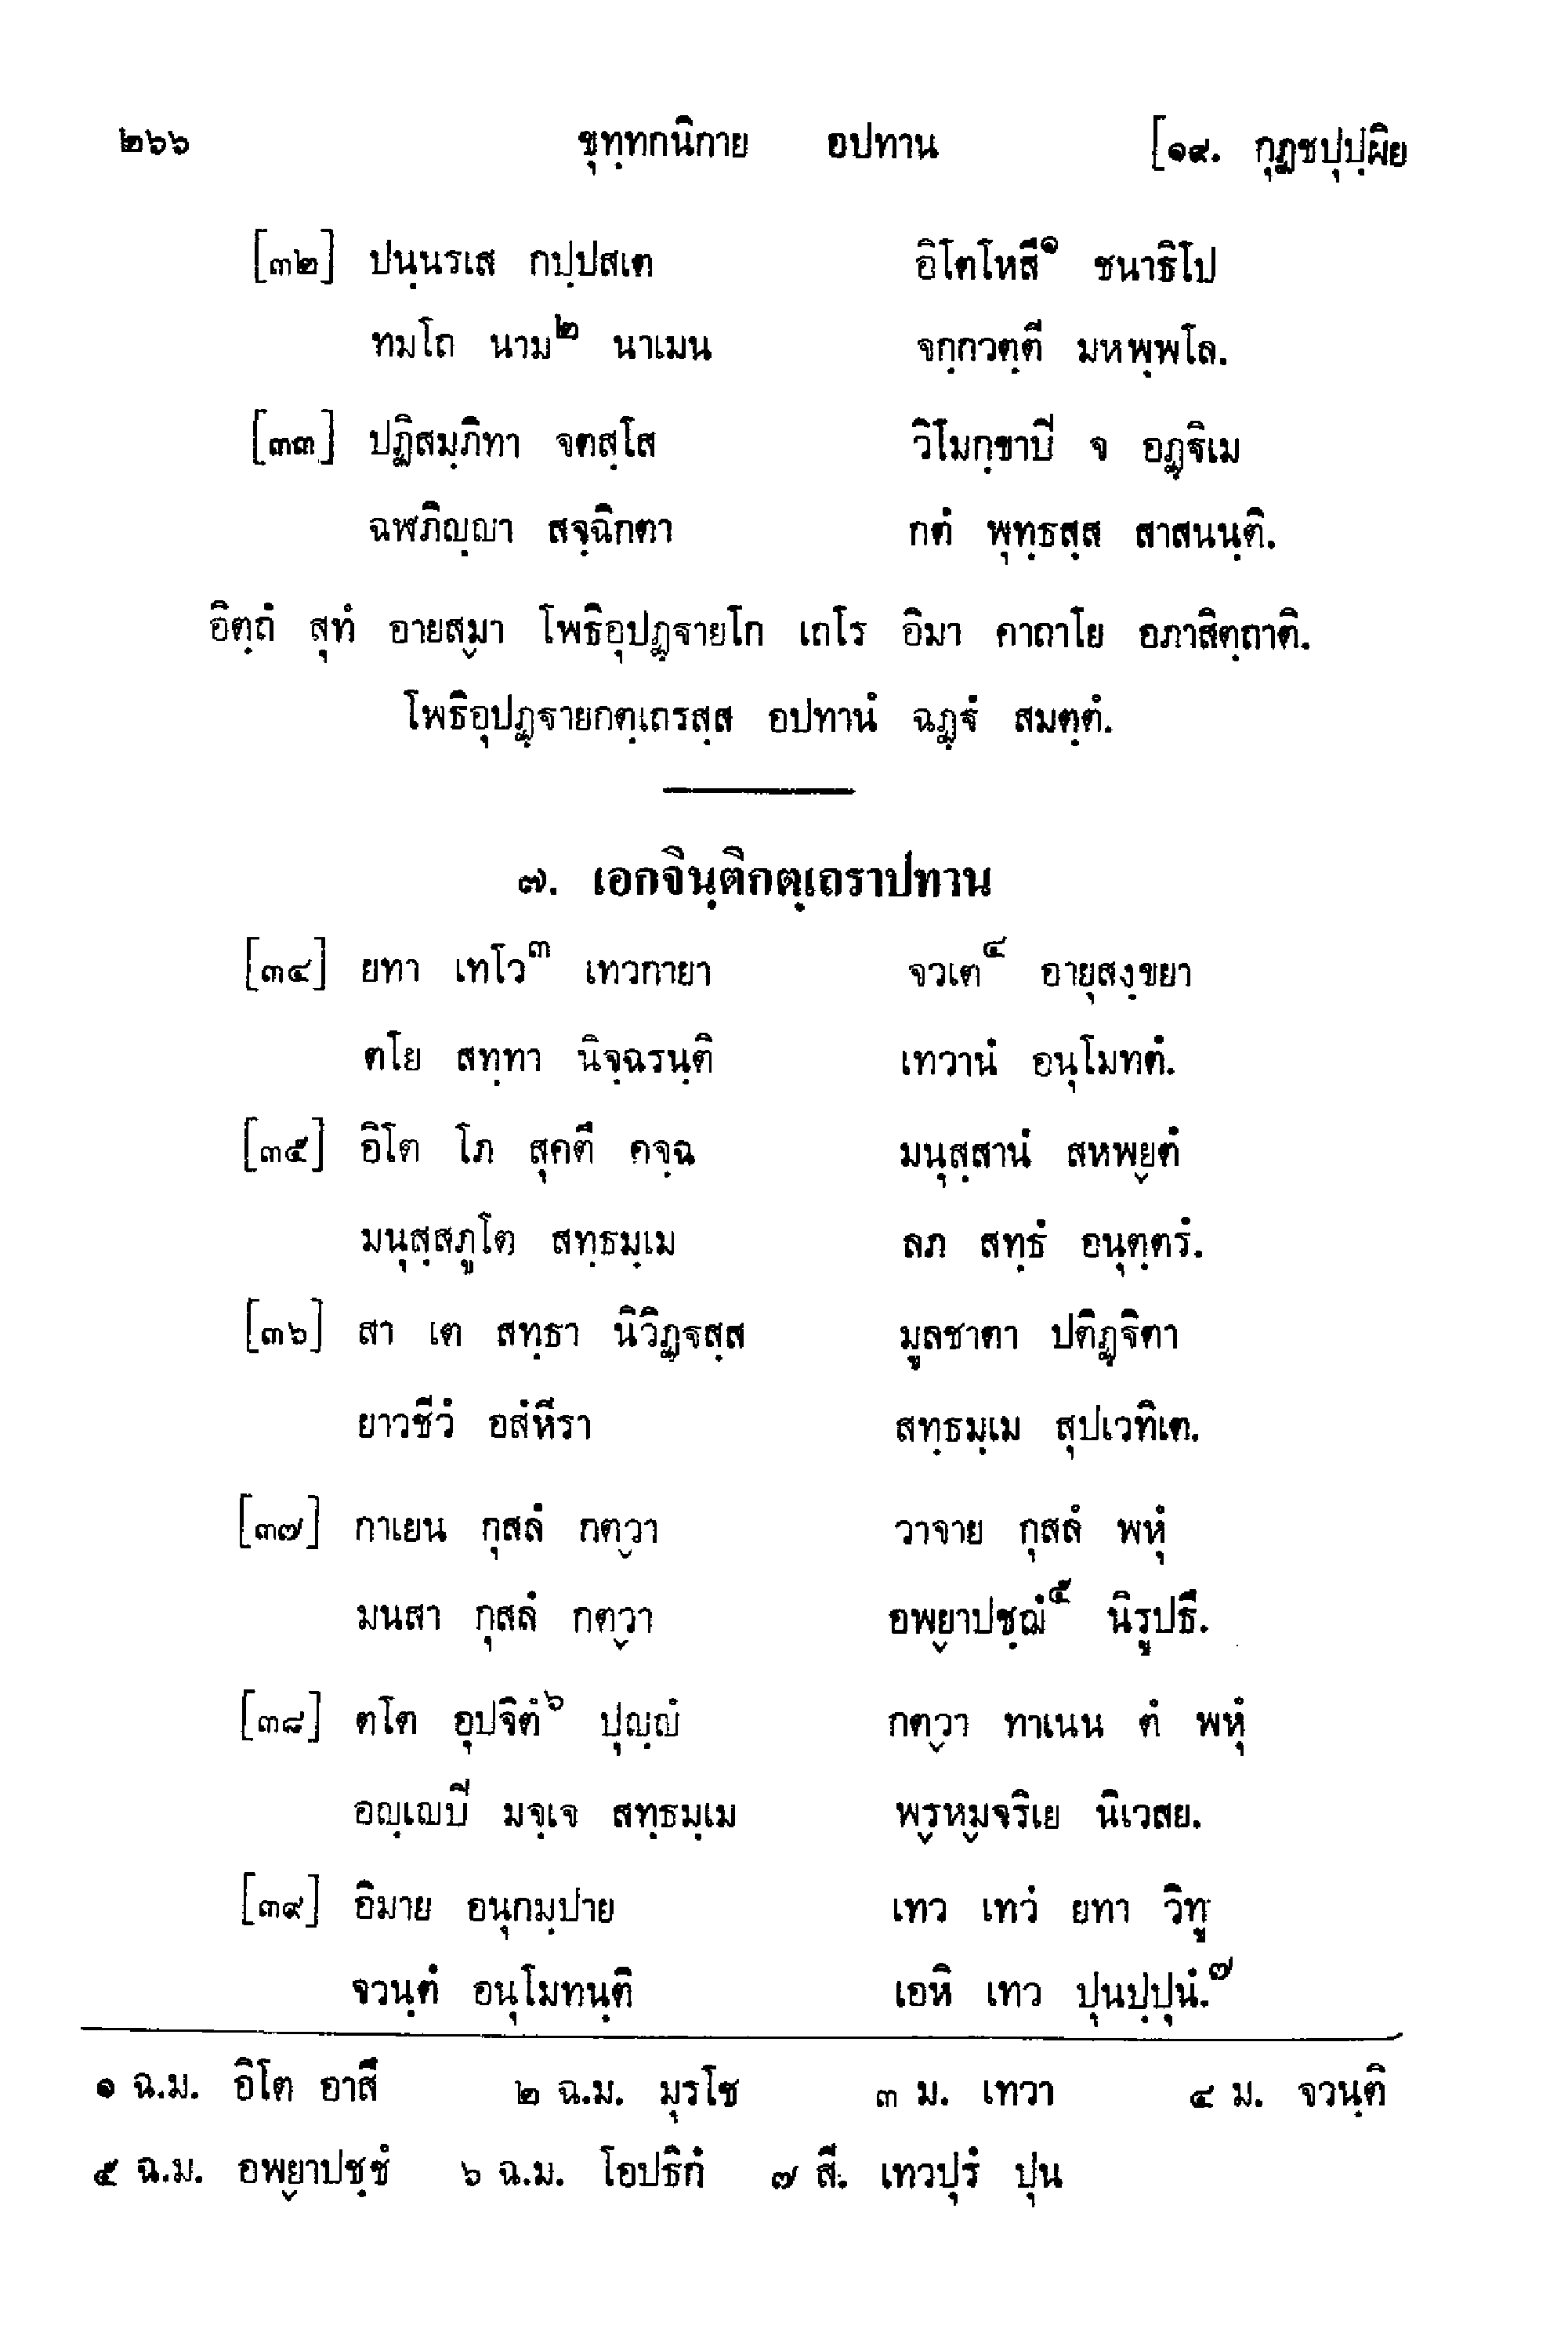 ๒๖๖ ขุทฺทกนิกาย อปทาน [๑๙. กุฏชปุปฺผิย
[๓๒] ปนฺนรเส กปฺปสเต อิโตโหสึ๑ ชนาธิโป
ทมโถ นาม๒ นาเมน จกฺกวตฺตี มหพฺพโล.
[๓๓] ปฏิสมฺภิทา จตสฺโส วิโมกฺขาปิ จ อฏฺฐิเม
ฉฬภิญฺญา สจฺฉิกตา กตํ พุทฺธสฺส สาสนนฺติ.
อิตฺถํ สุทํ อายสฺมา โพธิอุปฏฺฐายโก เถโร อิมา คาถาโย อภาสิตฺถาติ.
โพธิอุปฏฺฐายกตฺเถรสฺส อปทานํ ฉฏฺฐํ สมตฺตํ.
๗. เอกจินฺติกตฺเถราปทาน
[๓๔] ยทา เทโว๓ เทวกายา จวเต๔ อายุสงฺขยา
ตโย สทฺทา นิจฺฉรนฺติ เทวานํ อนุโมทตํ.
[๓๕] อิโต โภ สุคตึ คจฺฉ มนุสฺสานํ สหพฺยตํ
มนุสฺสภูโต สทฺธมฺเม ลภ สทฺธํ อนุตฺตรํ.
[๓๖] สา เต สทฺธา นิวิฏฺฐสฺส มูลชาตา ปติฏฺฐิตา
ยาวชีวํ อสํหีรา สทฺธมฺเม สุปเวทิเต.
[๓๗] กาเยน กุสลํ กตฺวา วาจาย กุสลํ พหุํ
มนสา กุสลํ กตฺวา อพฺยาปชฺฌํ๕ นิรูปธึ.
[๓๘] ตโต อุปจิตํ๖ ปุญฺญํ กตฺวา ทาเนน ตํ พหุํ
อญฺเญปิ มจฺเจ สทฺธมฺเม พฺรหฺมจริเย นิเวสย.
[๓๙] อิมาย อนุกมฺปาย เทว เทวํ ยทา วิทู
จวนฺตํ อนุโมทนฺติ เอหิ เทว ปุนปฺปุนํ.๗
๑ ฉ.ม. อิโต อาสึ ๒ ฉ.ม. มุรโช ๓ ม. เทวา ๔ ม. จวนฺติ
๕ ฉ.ม. อพฺยาปชฺชํ ๖ ฉ.ม. โอปธิกํ ๗ สี. เทวปุรํ ปุน